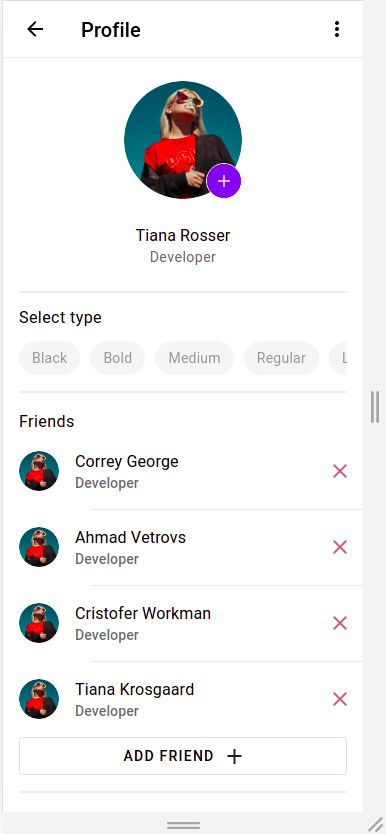 Profile
Tiana Rosser
Developer
Select type
Black Bold Medium Regular L
Friends
Correy George
Developer
Ahmad Vetrovs
Developer
Cristofer Workman
Developer
Tiana Krosgaard
Developer
ADD FRIEND